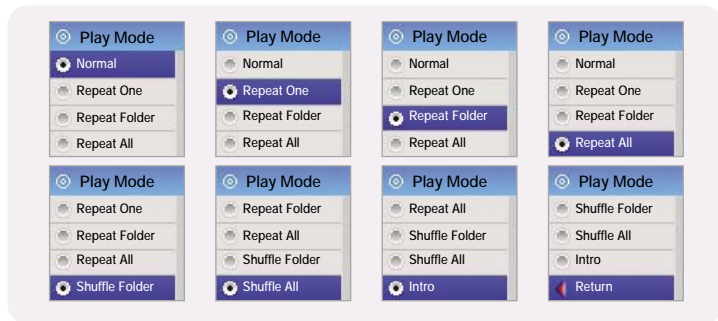 Play Mode
Normal
Repeat One
Repeat Folder
Repeat All
Play Mode
Normal
Repeat One
Repeat Folder
Repeat All
Play Mode
Normal
Repeat One
Repeat Folder
Repeat All
Play Mode
Normal
Repeat One
Repeat Folder
Repeat All
Play Mode
Repeat One
Repeat Folder
Repeat All
Shuffle Folder
Play Mode
Repeat Folder
Repeat All
Shuffle Folder
Shuffle All
Play Mode
Repeat All
Shuffle Folder
Shuffle All
Intro
Play Mode
Shuffle Folder
Shuffle All
Intro
Return